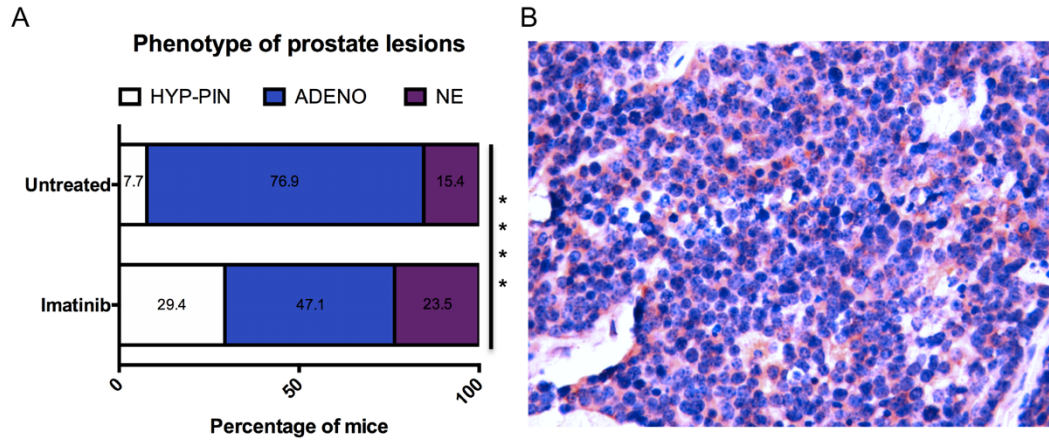 A
B
Phenotype of prostate lesions
HYP-PIN ADENO NE
Untreated 7.7 76.9 15.4
Imatinib 29.4 47.1 23.5
* * * *
0 50 100
Percentage of mice